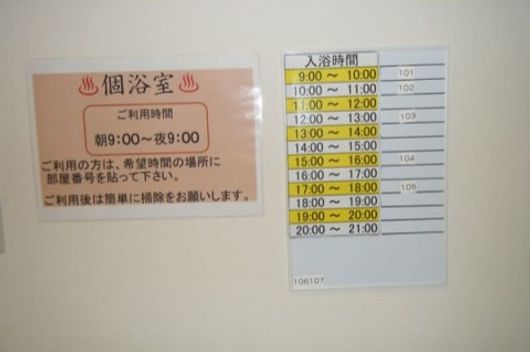 ♨個浴室♨
ご利用時間
朝9:00～夜9:00
ご利用の方は、希望時間の場所に
部屋番号を貼って下さい。
ご利用後は簡単に掃除をお願いします。
入浴時間
9:00 ～ 10:00 101
10:00 ～ 11:00 102
11:00 ～ 12:00
12:00 ～ 13:00 103
13:00 ～ 14:00
14:00 ～ 15:00
15:00 ～ 16:00 104
16:00 ～ 17:00
17:00 ～ 18:00 105
18:00 ～ 19:00
19:00 ～ 20:00
20:00 ～ 21:00
106107